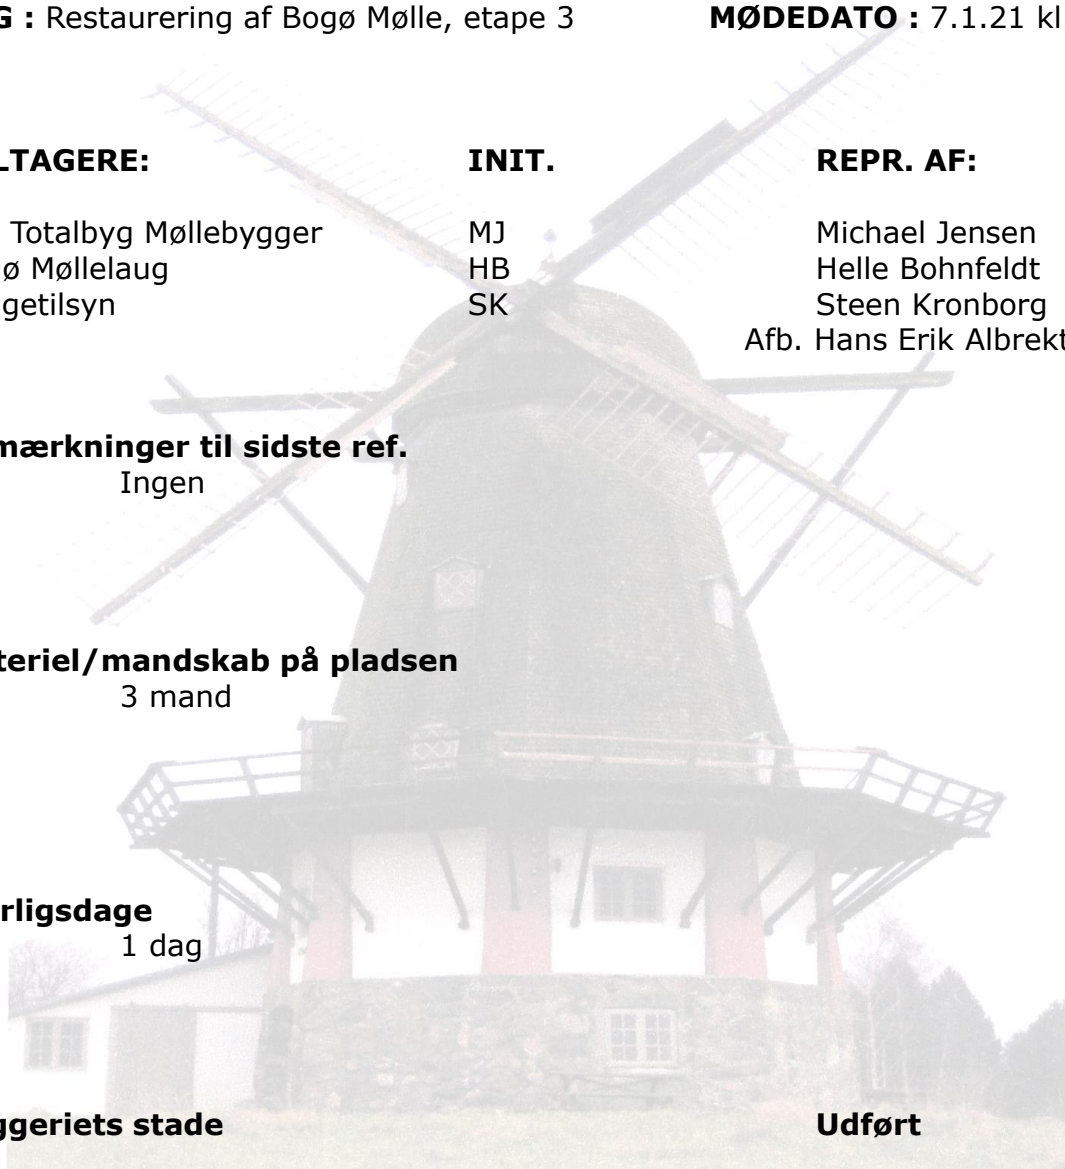 G : Restaurering af Bogø Mølle, etape 3 MØDEDATO : 7.1.21 kl
LTAGERE: INIT. REPR. AF:
Totalbyg Møllebygger MJ Michael Jensen
ø Møllelaug HB Helle Bohnfeldt
getilsyn SK Steen Kronborg
Afb. Hans Erik Albrekt
mærkninger til sidste ref.
Ingen
teriel/mandskab på pladsen
3 mand
rligsdage
1 dag
ggeriets stade Udført